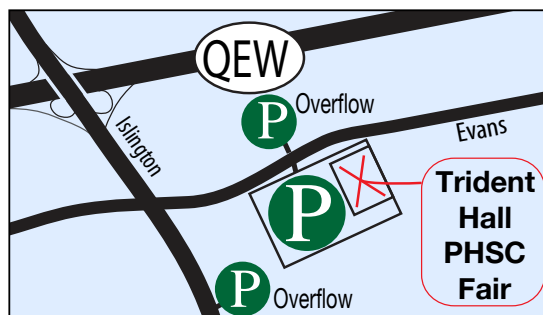 QEW
P
Overflow
Islington
Evans
P
Trident
Hall
PHSC
Fair
P
Overflow